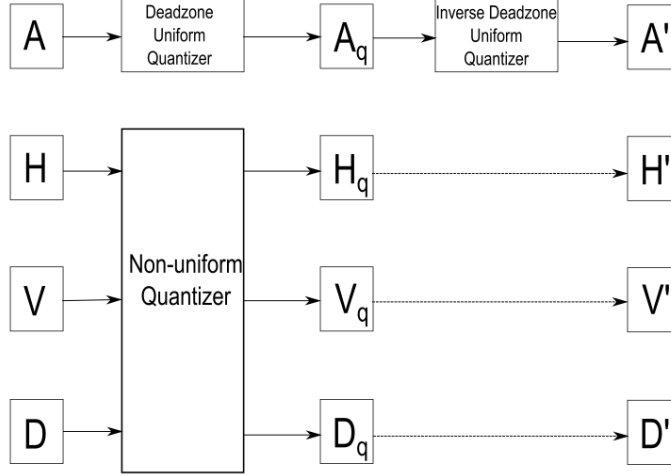 A
Deadzone
Uniform
Quantizer
Aq
Inverse Deadzone
Uniform
Quantizer
A'
H
Hq
H'
Non-uniform
Quantizer
V
Vq
V'
D
Dq
D'